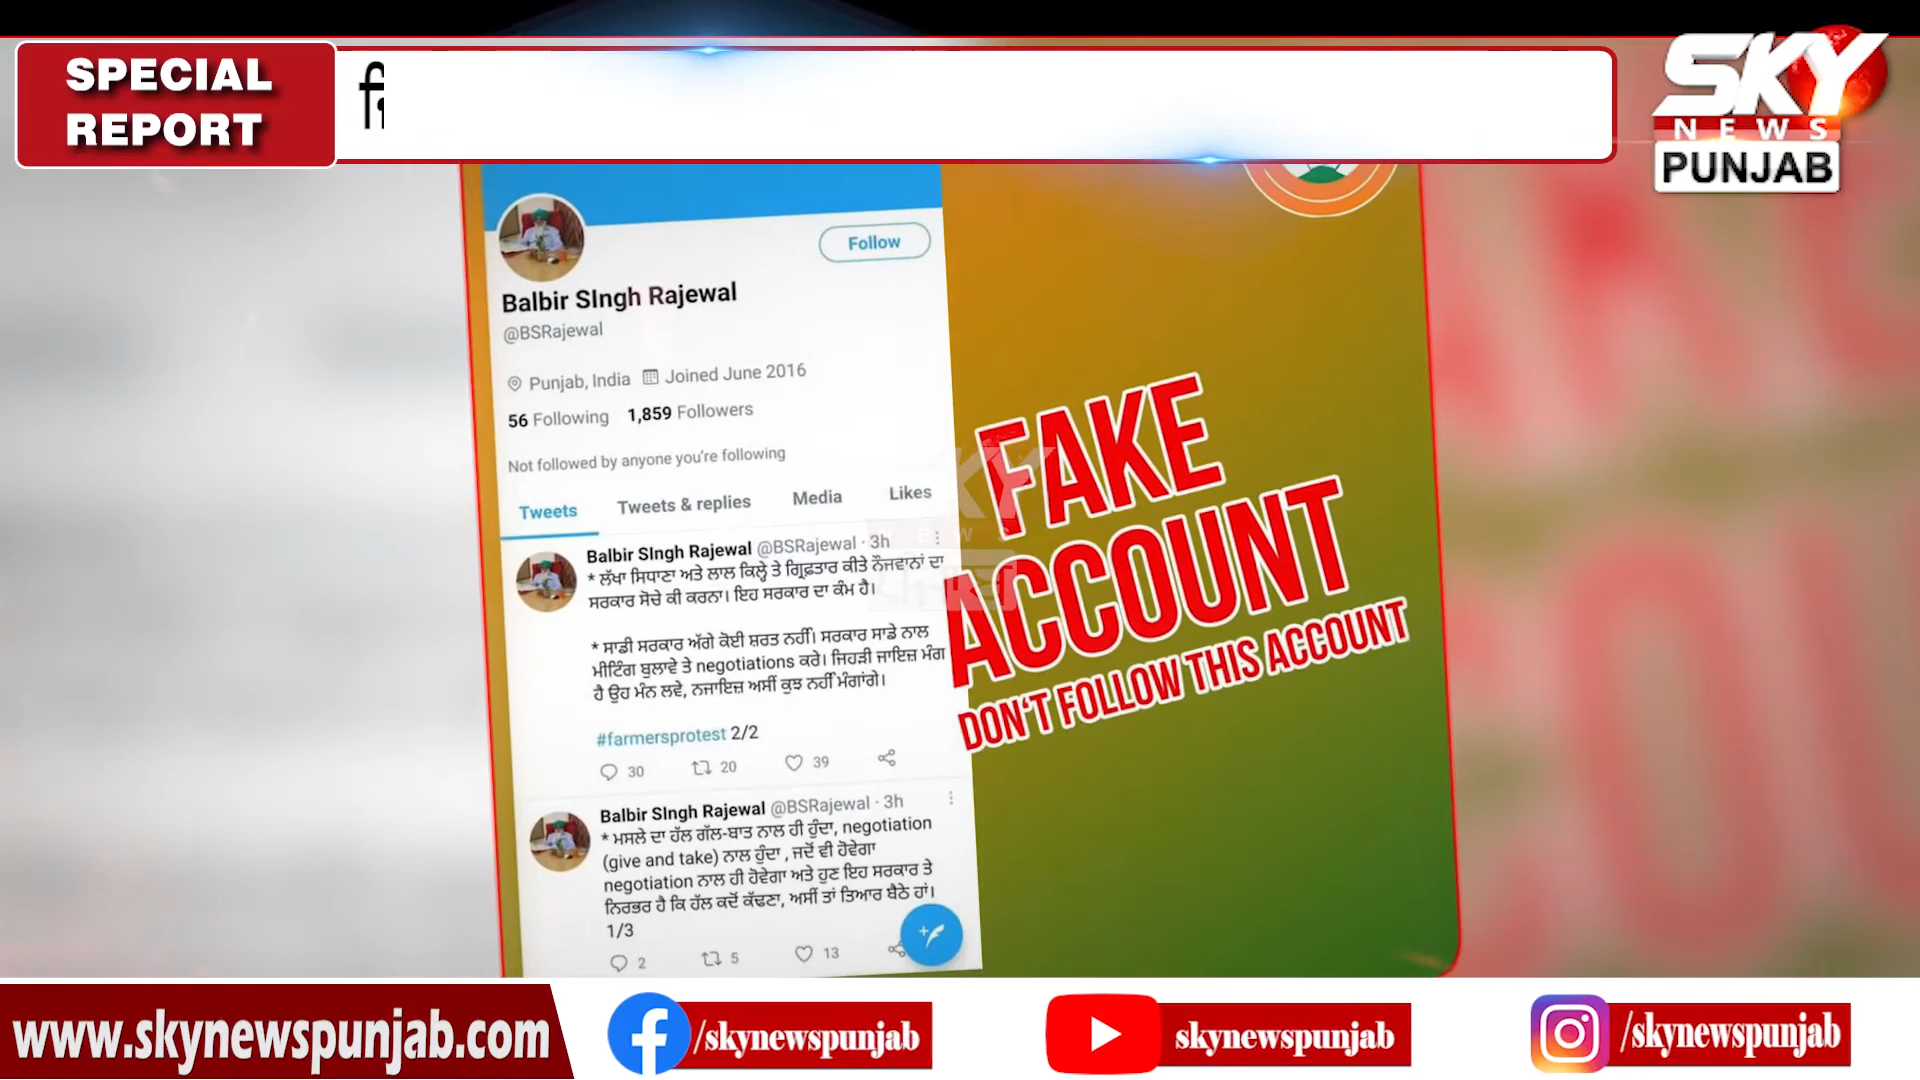 SPECIAL
REPORT
SKY
NEWS
PUNJAB
Follow
Balbir SIngh Rajewal
@BSRajewal
Punjab, India Joined June 2016
56 Following 1,859 Followers
Not followed by anyone you're following
Tweets Tweets & replies Media Likes
Balbir SIngh Rajewal @BSRajewal · 3h
* ਲੱਖਾ ਸਿਧਾਣਾ ਅਤੇ ਲਾਲ ਕਿਲ੍ਹੇ ਤੇ ਗ੍ਰਿਫ਼ਤਾਰ ਕੀਤੇ ਨੌਜਵਾਨਾਂ ਦਾ
ਸਰਕਾਰ ਸੋਚੇ ਕੀ ਕਰਨਾ। ਇਹ ਸਰਕਾਰ ਦਾ ਕੰਮ ਹੈ।
* ਸਾਡੀ ਸਰਕਾਰ ਅੱਗੇ ਕੋਈ ਸ਼ਰਤ ਨਹੀਂ। ਸਰਕਾਰ ਸਾਡੇ ਨਾਲ
ਮੀਟਿੰਗ ਬੁਲਾਵੇ ਤੇ negotiations ਕਰੇ। ਜਿਹੜੀ ਜਾਇਜ਼ ਮੰਗ
ਹੈ ਉਹ ਮੰਨ ਲਵੇ, ਨਜਾਇਜ਼ ਅਸੀਂ ਕੁਝ ਨਹੀਂ ਮੰਗਾਂਗੇ।
#farmersprotest 2/2
30 20 39
Balbir SIngh Rajewal @BSRajewal · 3h
* ਮਸਲੇ ਦਾ ਹੱਲ ਗੱਲ-ਬਾਤ ਨਾਲ ਹੀ ਹੁੰਦਾ, negotiation
(give and take) ਨਾਲ ਹੁੰਦਾ , ਜਦੋਂ ਵੀ ਹੋਵੇਗਾ
negotiation ਨਾਲ ਹੀ ਹੋਵੇਗਾ ਅਤੇ ਹੁਣ ਇਹ ਸਰਕਾਰ ਤੇ
ਨਿਰਭਰ ਹੈ ਕਿ ਹੱਲ ਕਦੋਂ ਕੱਢਣਾ, ਅਸੀਂ ਤਾਂ ਤਿਆਰ ਬੈਠੇ ਹਾਂ।
1/3
2 5 13
FAKE
ACCOUNT
DON'T FOLLOW THIS ACCOUNT
www.skynewspunjab.com
/skynewspunjab
skynewspunjab
/skynewspunjab